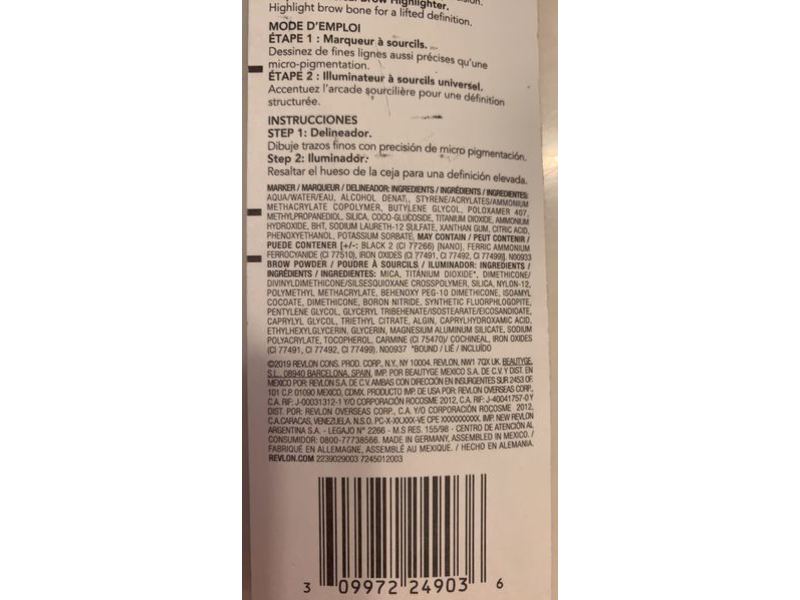 Brow Highlighter.
Highlight brow bone for a lifted definition.
MODE D'EMPLOI
ÉTAPE 1 : Marqueur à sourcils.
Dessinez de fines lignes aussi précises qu'une
micro-pigmentation.
ÉTAPE 2 : Illuminateur à sourcils universel.
Accentuez l'arcade sourcilière pour une définition
structurée.
INSTRUCCIONES
STEP 1: Delineador.
Dibuje trazos finos con precisión de micro pigmentación.
Step 2: Iluminador:
Resaltar el hueso de la ceja para una definición elevada.
MARKER / MARQUEUR / DELINEADOR: INGREDIENTS / INGRÉDIENTS / INGREDIENTES:
AQUA/WATER/EAU, ALCOHOL DENAT., STYRENE/ACRYLATES/AMMONIUM
METHACRYLATE COPOLYMER, BUTYLENE GLYCOL, POLOXAMER 407,
METHYLPROPANEDIOL, SILICA, COCO-GLUCOSIDE, TITANIUM DIOXIDE, AMMONIUM
HYDROXIDE, BHT, SODIUM LAURETH-12 SULFATE, XANTHAN GUM, CITRIC ACID,
PHENOXYETHANOL, POTASSIUM SORBATE; MAY CONTAIN / PEUT CONTENIR /
PUEDE CONTENER [+/-: BLACK 2 (CI 77266) [NANO], FERRIC AMMONIUM
FERROCYANIDE (CI 77510), IRON OXIDES (CI 77491, CI 77492, CI 77499)]. N00933
BROW POWDER / POUDRE À SOURCILS / ILUMINADOR: INGREDIENTS /
INGRÉDIENTS / INGREDIENTES: MICA, TITANIUM DIOXIDE*, DIMETHICONE/
DIVINYLDIMETHICONE/SILSESQUIOXANE CROSSPOLYMER, SILICA, NYLON-12,
POLYMETHYL METHACRYLATE, BEHENOXY PEG-10 DIMETHICONE, ISOAMYL
COCOATE, DIMETHICONE, BORON NITRIDE, SYNTHETIC FLUORPHLOGOPITE,
PENTYLENE GLYCOL, GLYCERYL TRIBEHENATE/ISOSTEARATE/EICOSANDIOATE,
CAPRYLYL GLYCOL, TRIETHYL CITRATE, ALGIN, CAPRYLHYDROXAMIC ACID,
ETHYLHEXYLGLYCERIN, GLYCERIN, MAGNESIUM ALUMINUM SILICATE, SODIUM
POLYACRYLATE, TOCOPHEROL, CARMINE (CI 75470)/ COCHINEAL, IRON OXIDES
(CI 77491, CI 77492, CI 77499). N00937 *BOUND / LIÉ / INCLUÍDO
©2019 REVLON CONS. PROD. CORP., N.Y., NY 10004. REVLON, NW1 7QX UK. BEAUTYGE,
S.L., 08940 BARCELONA, SPAIN. IMP. POR BEAUTYGE MEXICO S.A. DE C.V. Y DIST. EN
MÉXICO POR: REVLON S.A. DE C.V. AMBAS CON DIRECCIÓN EN INSURGENTES SUR 2453 OF.
101 C.P. 01090 MEXICO, CDMX. PRODUCTO IMP. DE USA POR: REVLON OVERSEAS CORP.,
C.A. RIF: J-00031312-1 Y/O CORPORACIÓN ROCOSME 2012, C.A. RIF: J-40041757-0 Y
DIST. POR: REVLON OVERSEAS CORP., C.A. Y/O CORPORACIÓN ROCOSME 2012,
C.A.CARACAS, VENEZUELA. N.S.O. PC-X-XX,XXX-VE CPE XXXXXXXXXX. IMP. NEW REVLON
ARGENTINA S.A. - LEGAJO N° 2266 - M.S RES. 155/98 - CENTRO DE ATENCIÓN AL
CONSUMIDOR: 0800-77738566. MADE IN GERMANY, ASSEMBLED IN MEXICO. /
FABRIQUÉ EN ALLEMAGNE, ASSEMBLÉ AU MEXIQUE. / HECHO EN ALEMANIA.
REVLON.COM 2239029003 7245012003
3 09972 24903 6